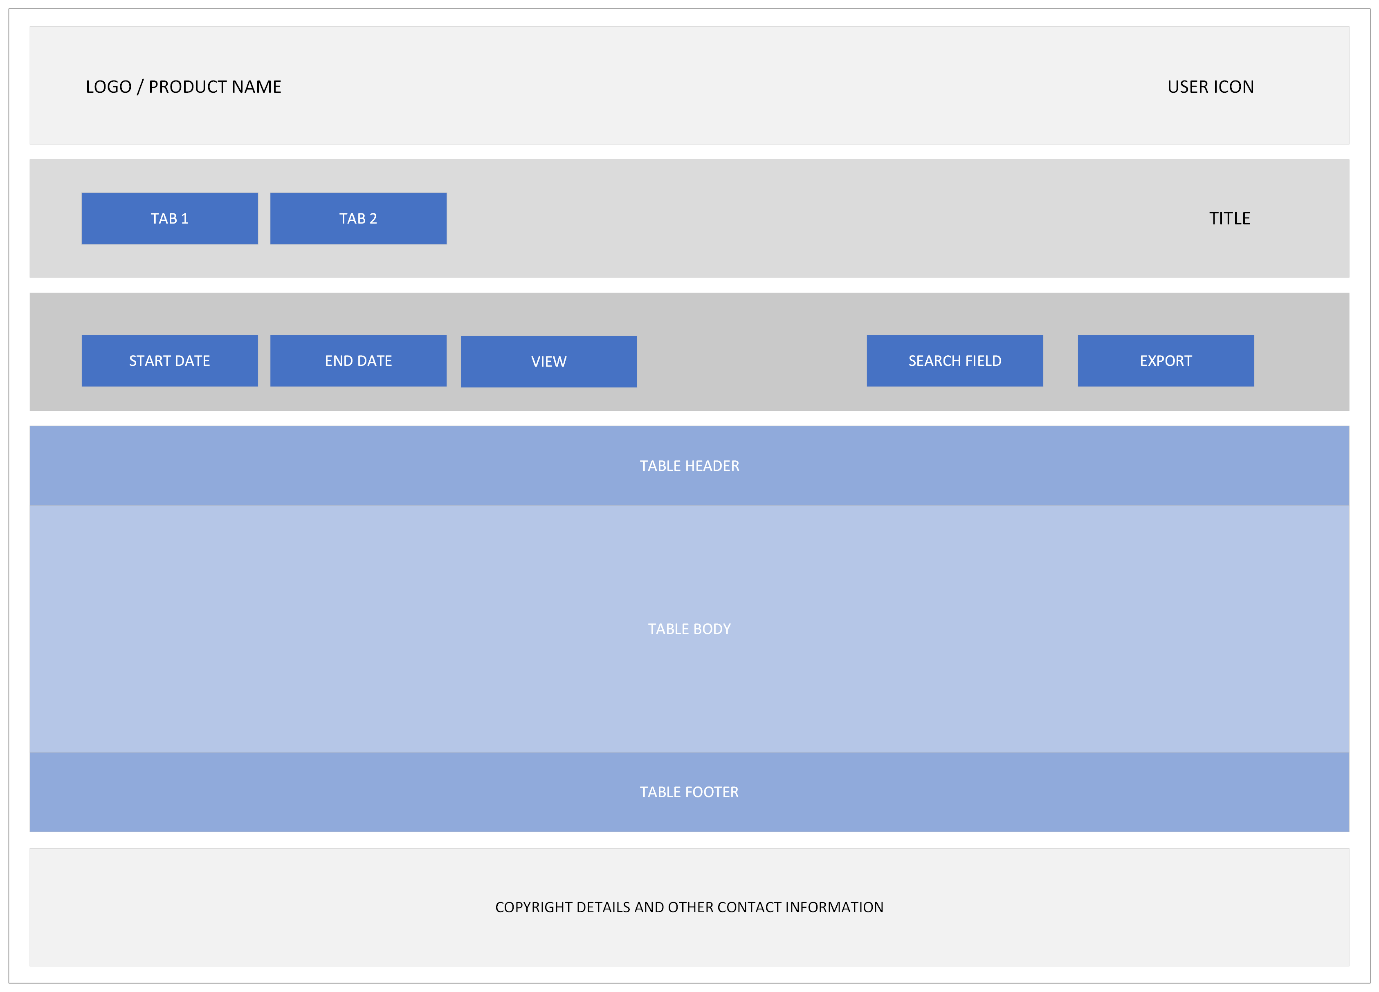 LOGO / PRODUCT NAME
USER ICON
TAB 1
TAB 2
TITLE
START DATE
END DATE
VIEW
SEARCH FIELD
EXPORT
TABLE HEADER
TABLE BODY
TABLE FOOTER
COPYRIGHT DETAILS AND OTHER CONTACT INFORMATION